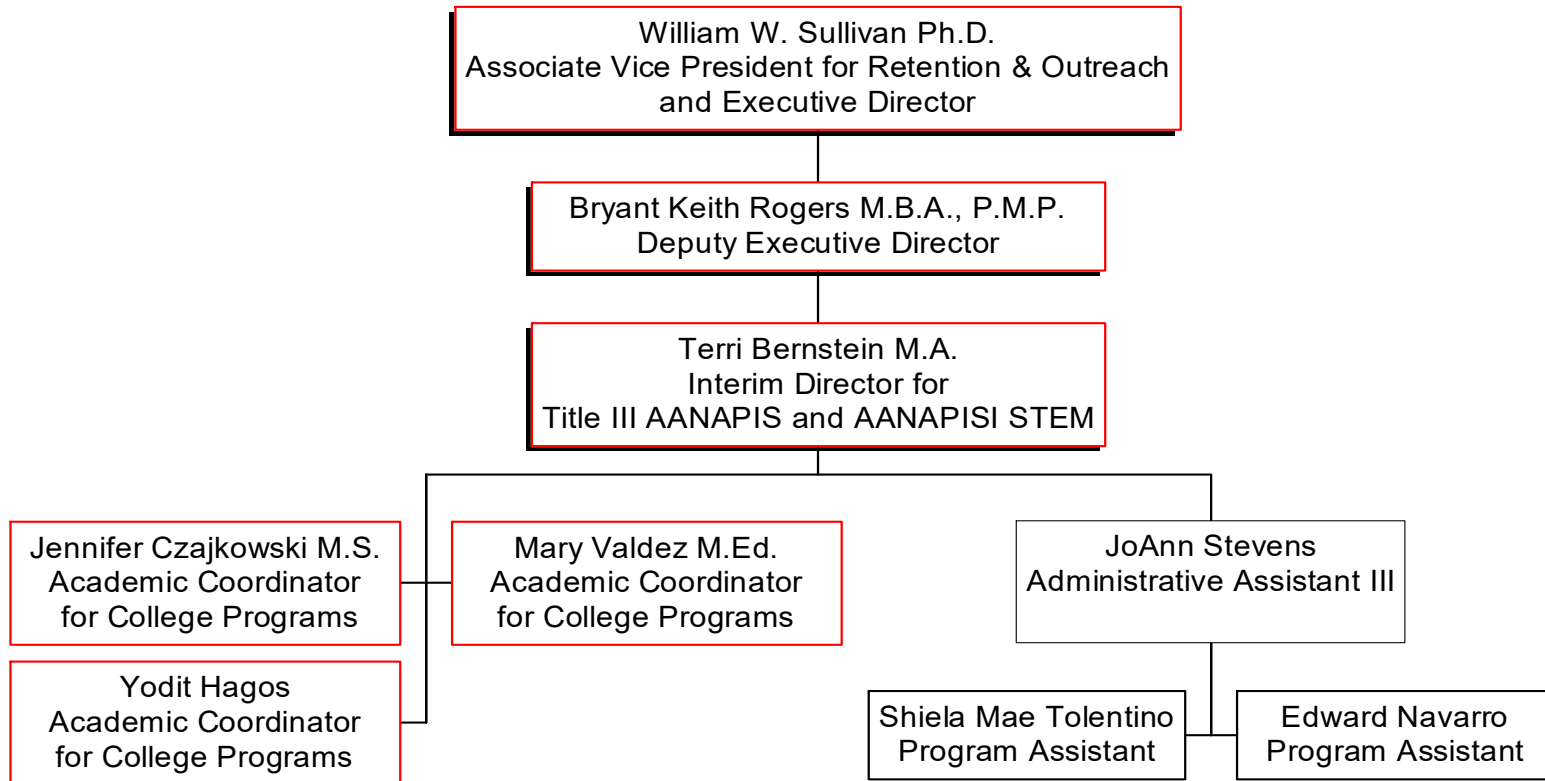 William W. Sullivan Ph.D.
Associate Vice President for Retention & Outreach
and Executive Director
Bryant Keith Rogers M.B.A., P.M.P.
Deputy Executive Director
Terri Bernstein M.A.
Interim Director for
Title III AANAPIS and AANAPISI STEM
Jennifer Czajkowski M.S.
Academic Coordinator
for College Programs
Mary Valdez M.Ed.
Academic Coordinator
for College Programs
JoAnn Stevens
Administrative Assistant III
Yodit Hagos
Academic Coordinator
for College Programs
Shiela Mae Tolentino
Program Assistant
Edward Navarro
Program Assistant